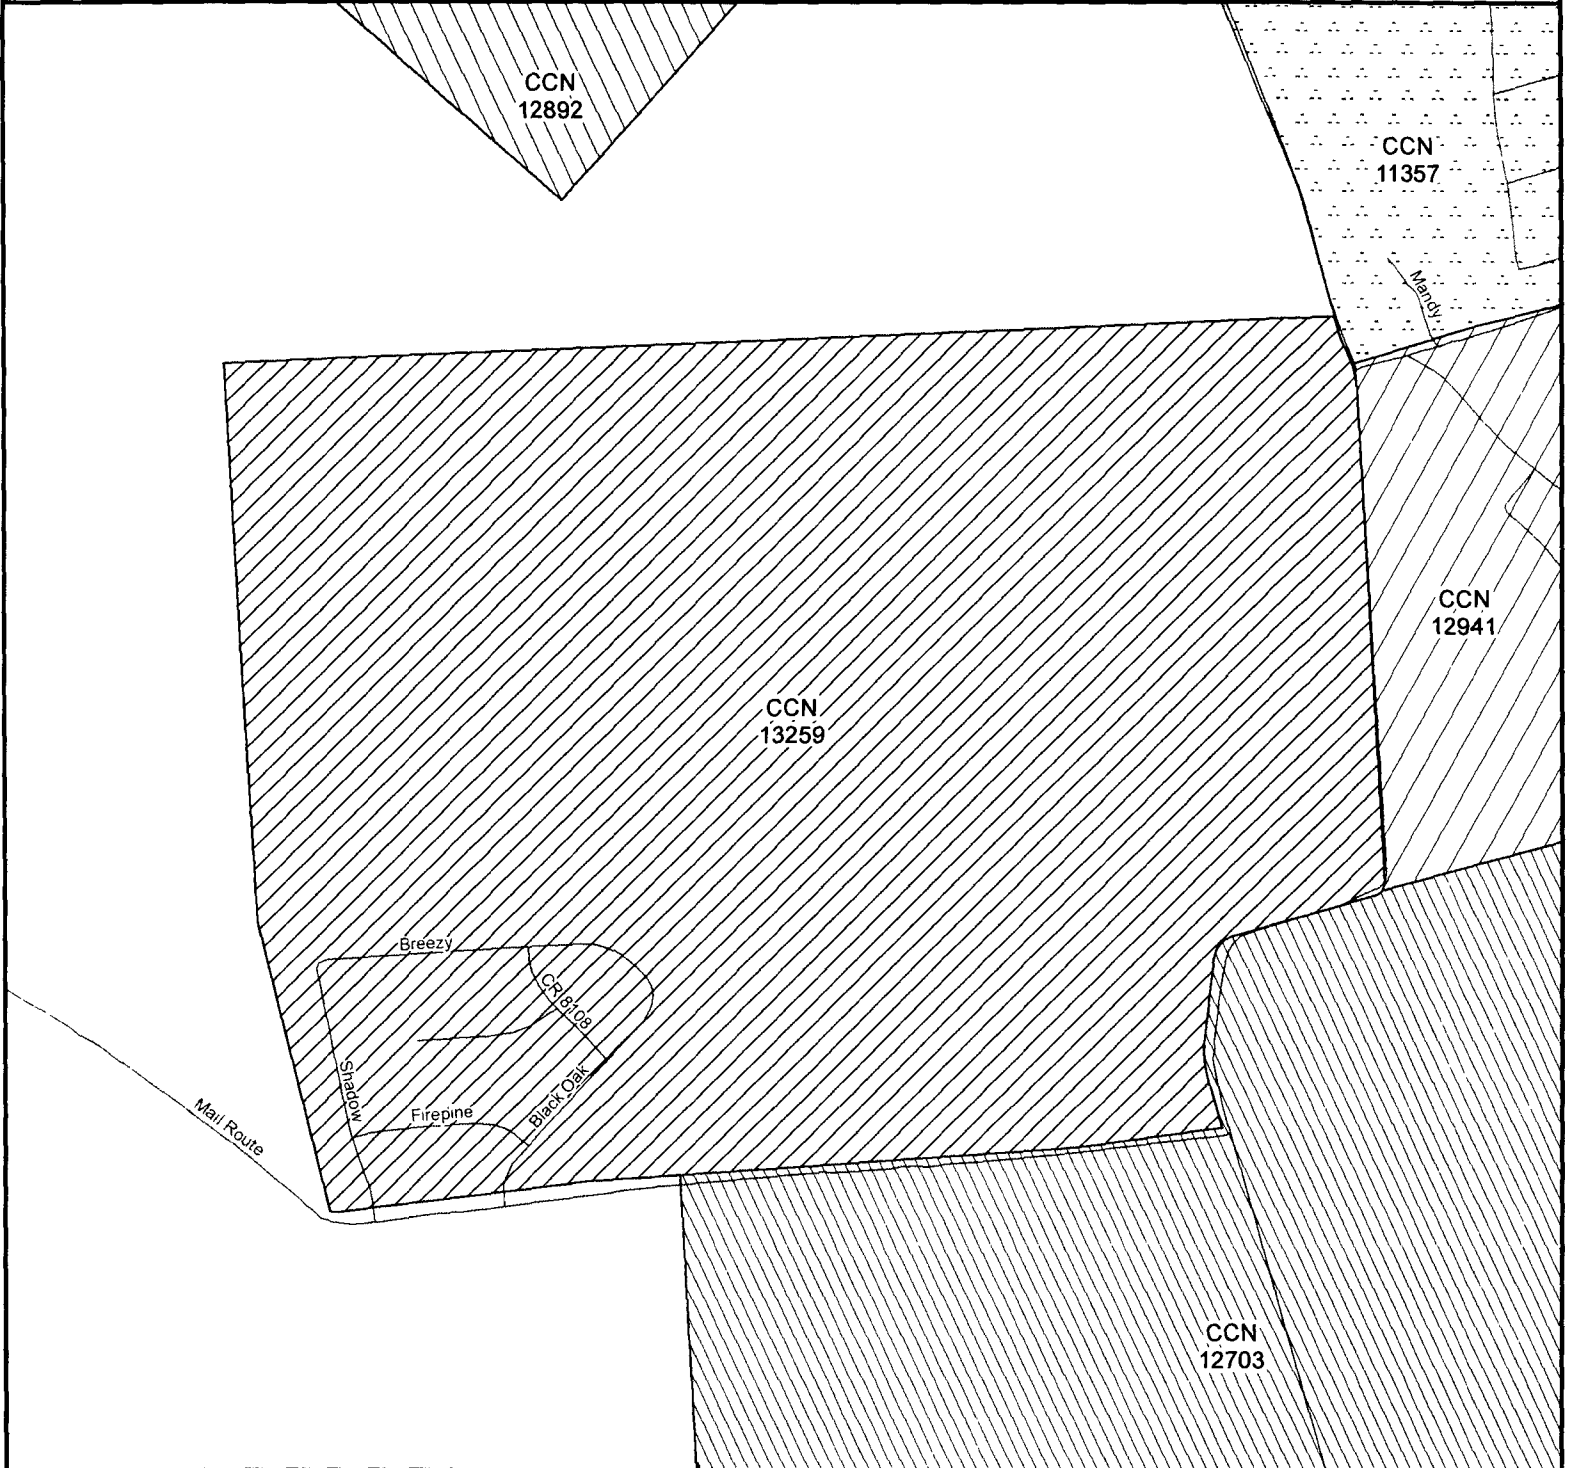 CCN
12892
CCN
11357
Mandy
CCN
12941
CCN
13259
Breezy
CR 8108
Shadow
Black Oak
Firepine
Mail Route
CCN
12703